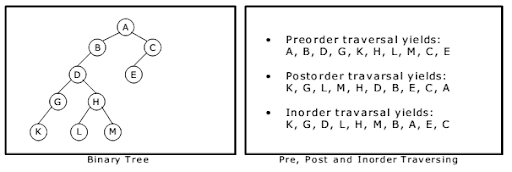 A
B
C
D
E
G
H
K
L
M
Binary Tree
• Preorder traversal yields:
A, B, D, G, K, H, L, M, C, E
• Postorder travarsal yields:
K, G, L, M, H, D, B, E, C, A
• Inorder travarsal yields:
K, G, D, L, H, M, B, A, E, C
Pre, Post and Inorder Traversing